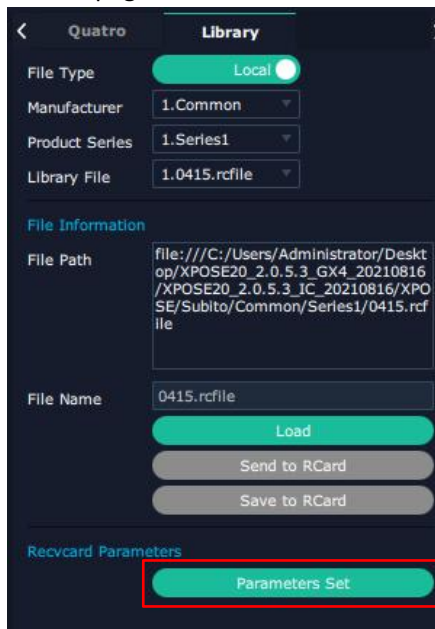 Quatro Library
File Type Local
Manufacturer 1.Common
Product Series 1.Series1
Library File 1.0415.rcfile
File Information
File Path file:///C:/Users/Administrator/Deskt
op/XPOSE20_2.0.5.3_GX4_20210816
/XPOSE20_2.0.5.3_IC_20210816/XPO
SE/Subito/Common/Series1/0415.rcf
ile
File Name 0415.rcfile
Load
Send to RCard
Save to RCard
Recvcard Parameters
Parameters Set